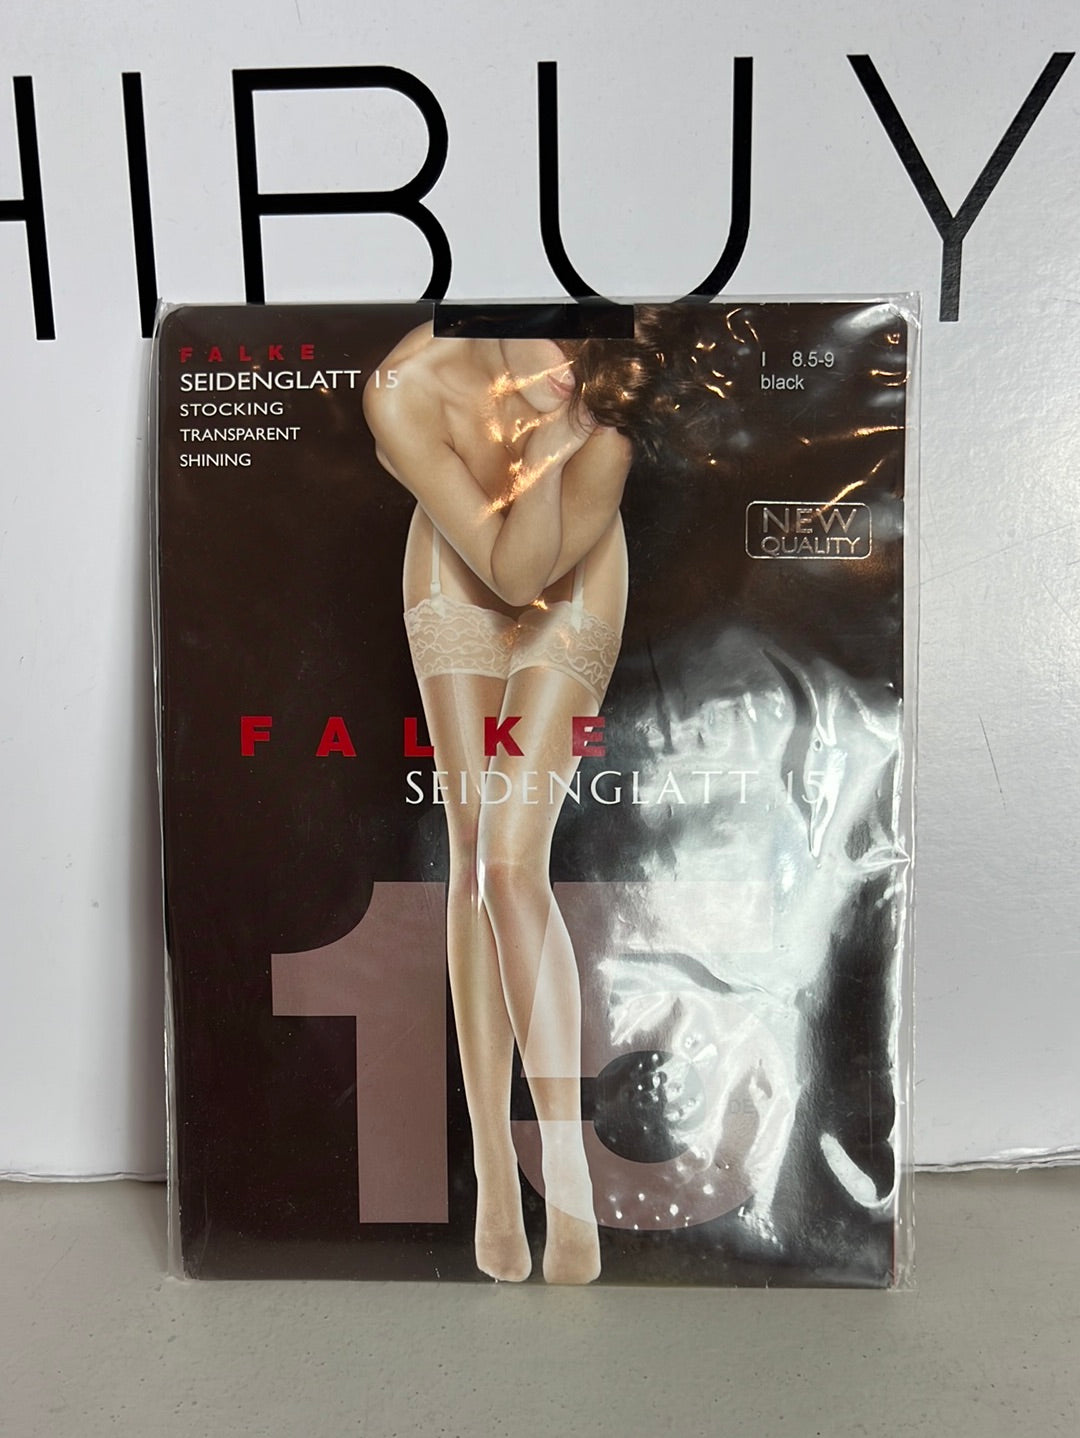 HIBUY
FALKE
SEIDENGLATT 15
STOCKING
TRANSPARENT
SHINING
I 8.5-9
black
NEW
QUALITY
FALKE
SEIDENGLATT 15
15